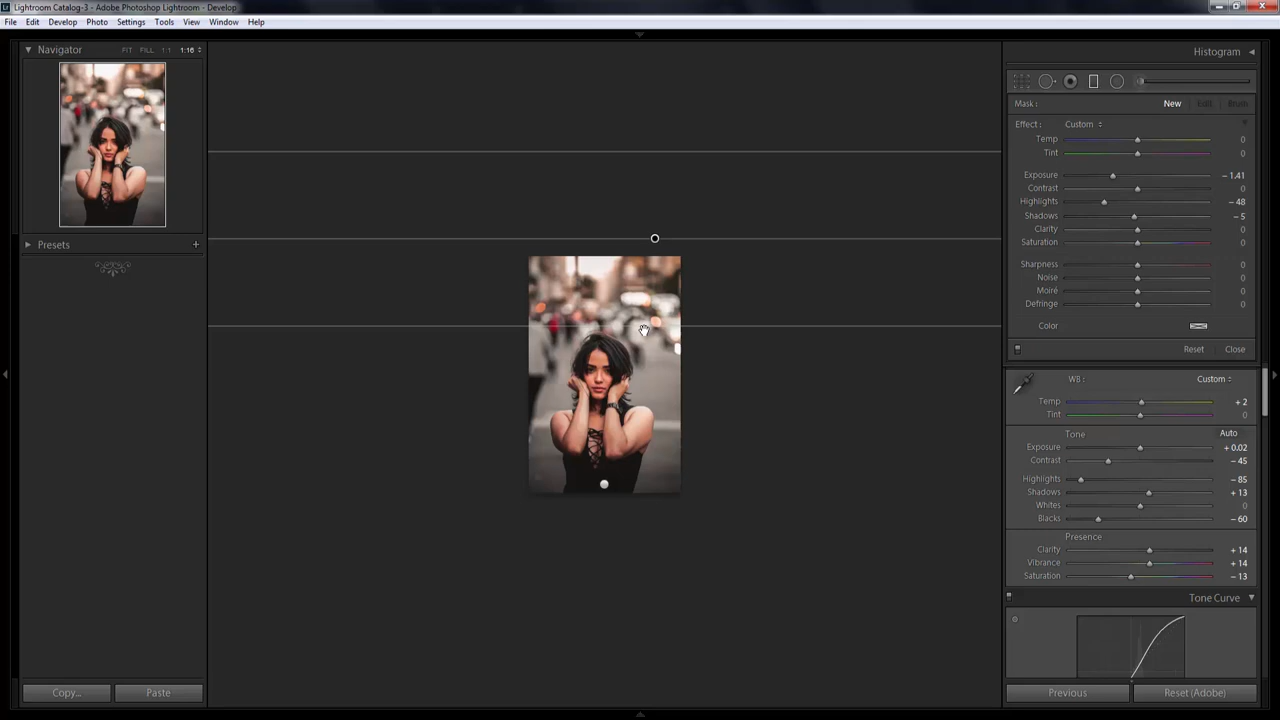 Lightroom Catalog-3 - Adobe Photoshop Lightroom - Develop
File Edit Develop Photo Settings Tools View Window Help
Navigator FIT FILL 1:1 1:16
Presets +
Copy... Paste
Histogram
Mask : New Edit Brush
Effect : Custom
Temp 0
Tint 0
Exposure − 1.41
Contrast 0
Highlights − 48
Shadows − 5
Clarity 0
Saturation 0
Sharpness 0
Noise 0
Moiré 0
Defringe 0
Color
Reset Close
WB : Custom
Temp + 2
Tint 0
Tone Auto
Exposure + 0.02
Contrast − 45
Highlights − 85
Shadows + 13
Whites 0
Blacks − 60
Presence
Clarity + 14
Vibrance + 14
Saturation − 13
Tone Curve
Previous Reset (Adobe)